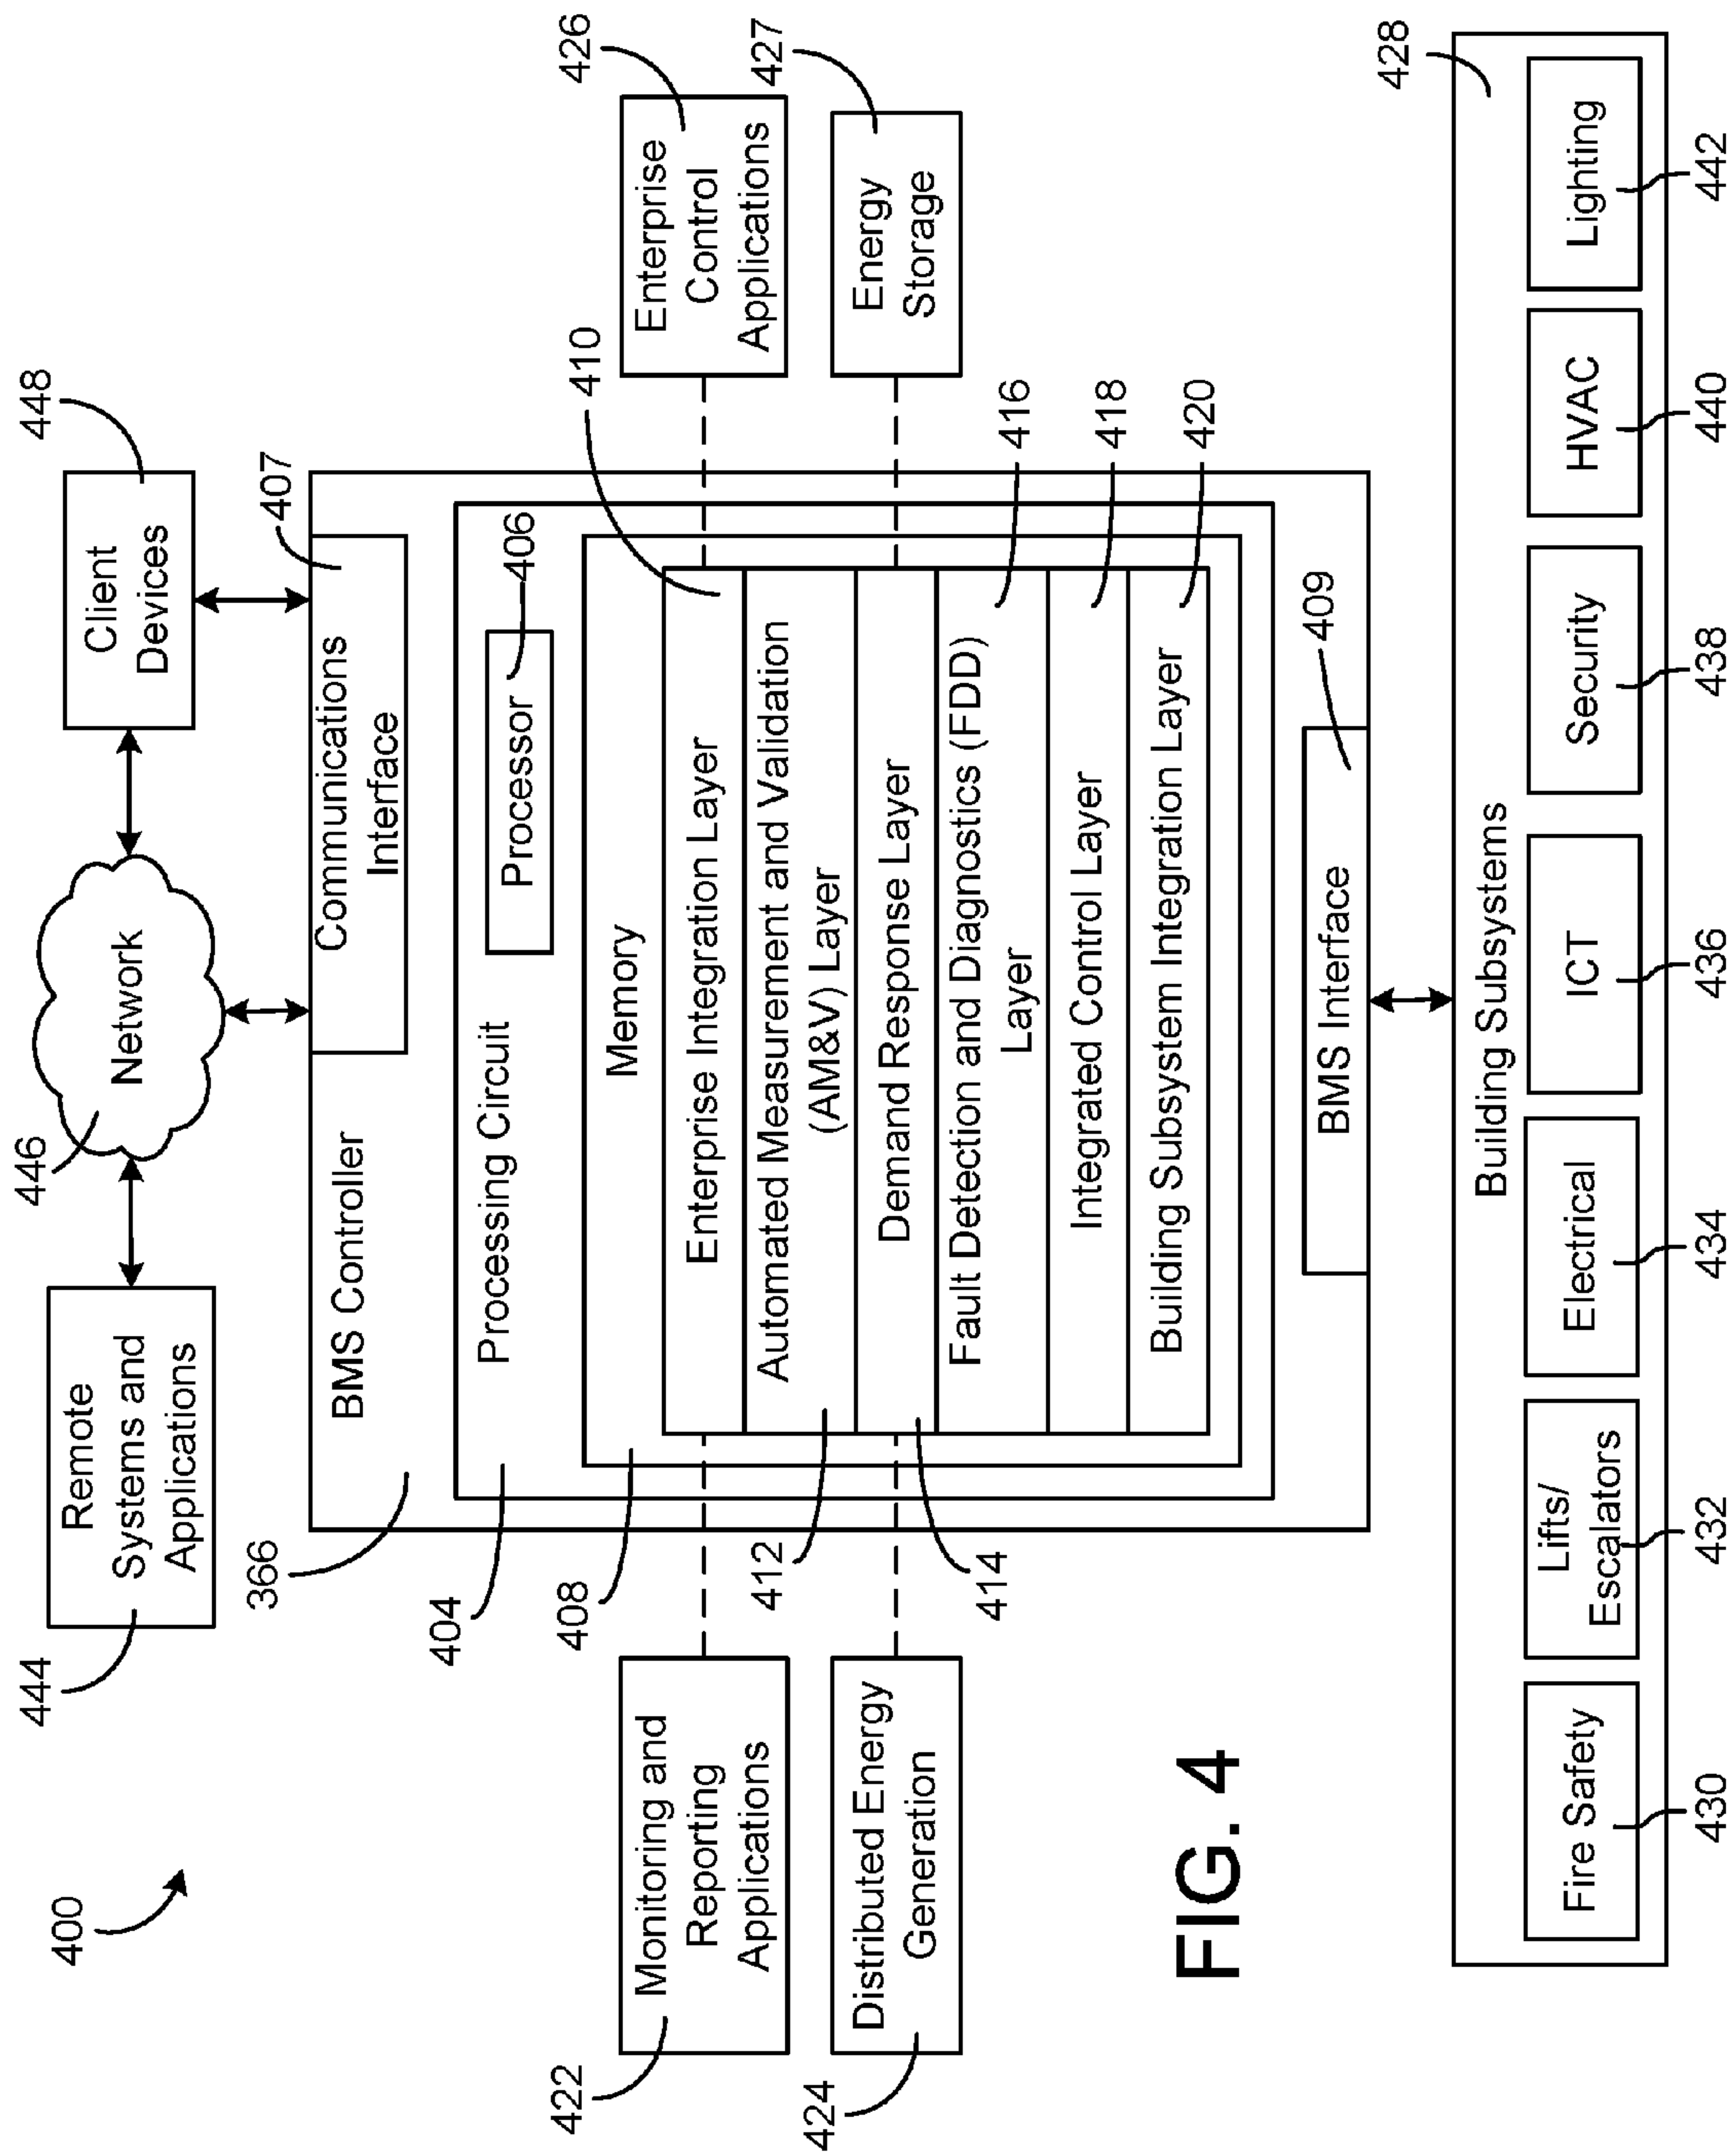 400
444
Remote
Systems and
Applications
446
Network
448
Client
Devices
366
BMS Controller
407
Communications
Interface
404
Processing Circuit
Processor
406
408
Memory
410
Enterprise Integration Layer
412
Automated Measurement and Validation
(AM&V) Layer
414
Demand Response Layer
416
Fault Detection and Diagnostics (FDD)
Layer
418
Integrated Control Layer
420
Building Subsystem Integration Layer
422
Monitoring and
Reporting
Applications
424
Distributed Energy
Generation
426
Enterprise
Control
Applications
427
Energy
Storage
409
BMS Interface
FIG. 4
428
Building Subsystems
Fire Safety
Lifts/
Escalators
Electrical
ICT
Security
HVAC
Lighting
430
432
434
436
438
440
442